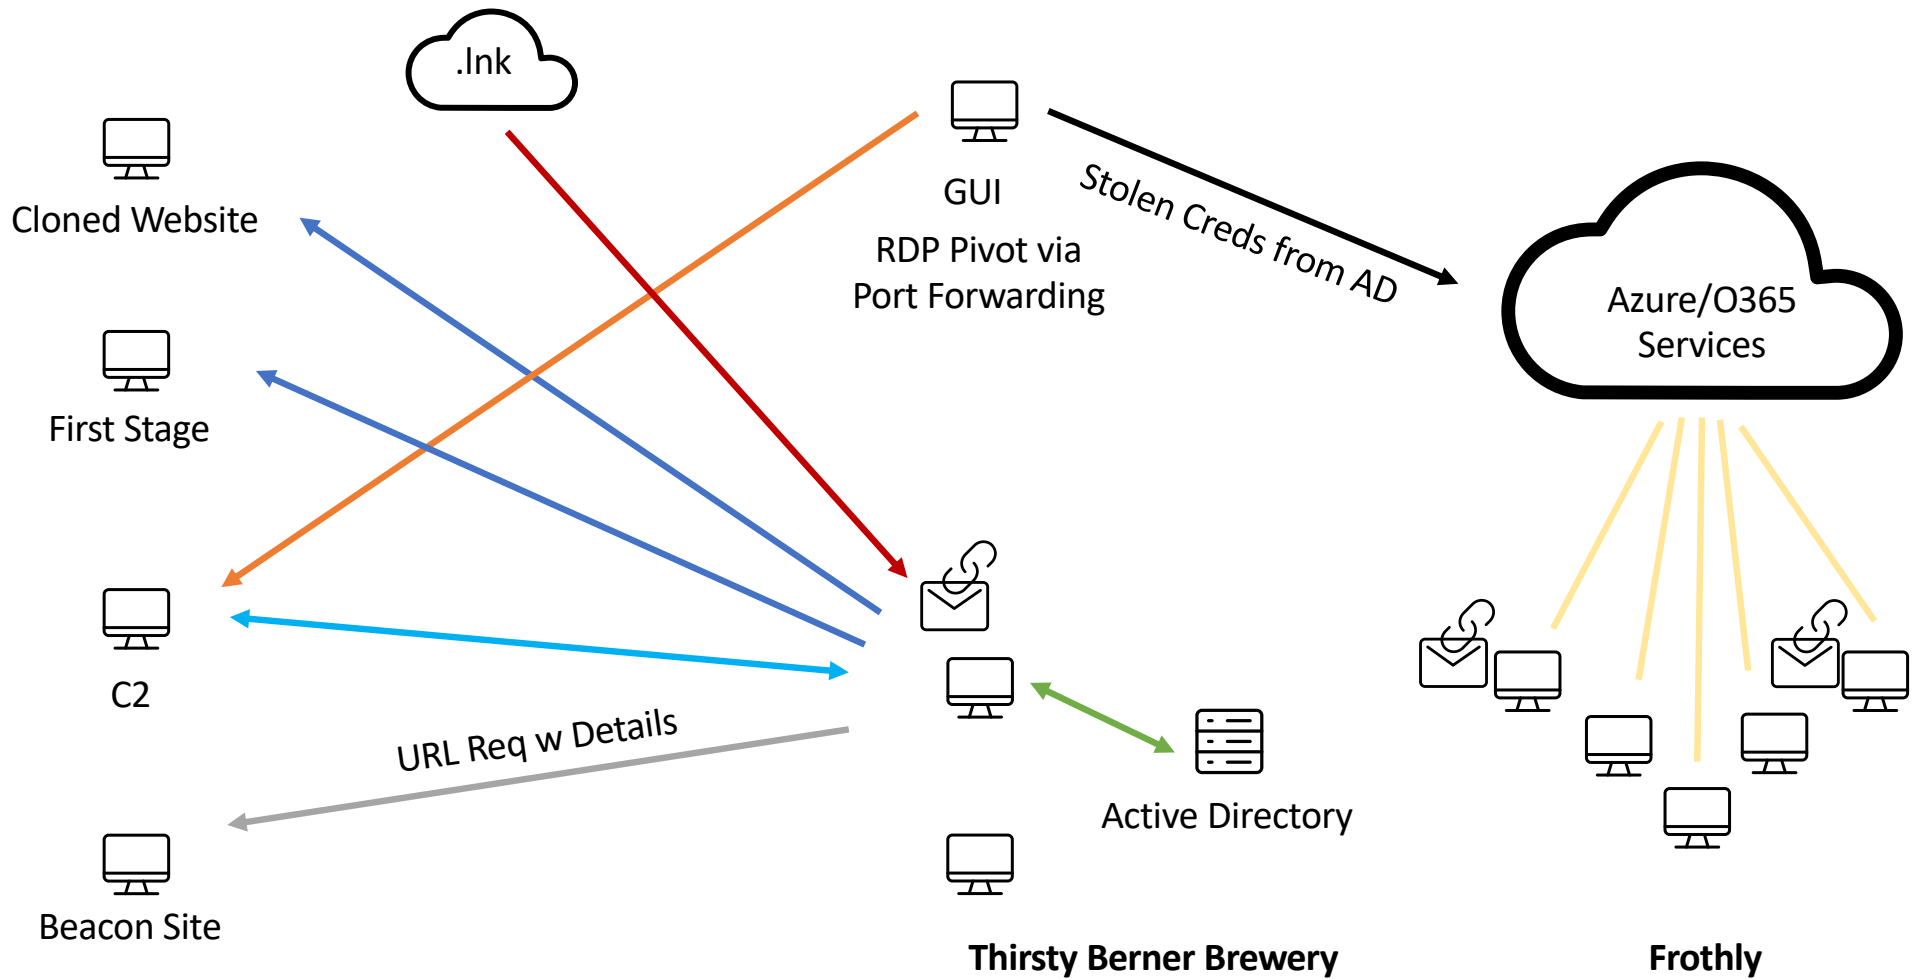 .lnk
Cloned Website
GUI
RDP Pivot via
Port Forwarding
Stolen Creds from AD
Azure/O365
Services
First Stage
C2
URL Req w Details
Active Directory
Beacon Site
Thirsty Berner Brewery
Frothly